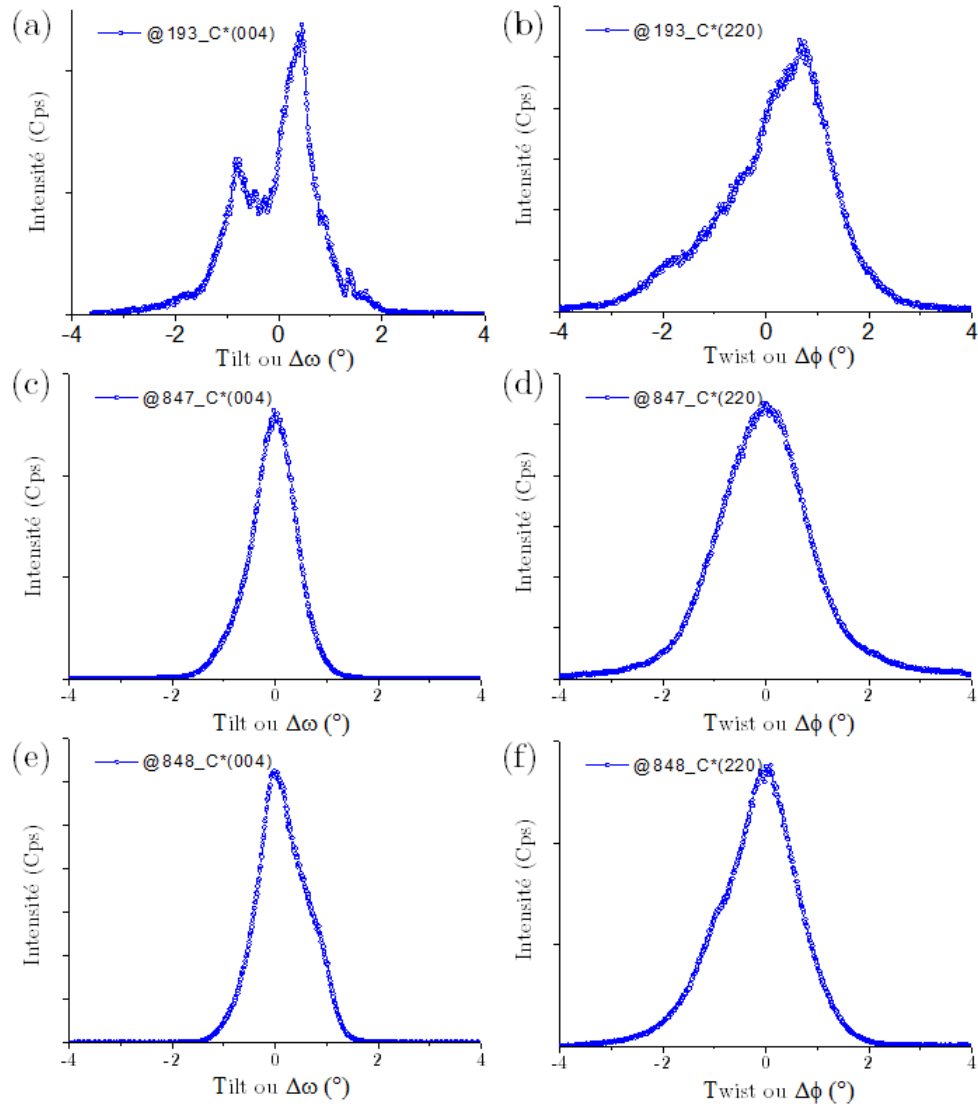 (a)
@193_C*(004)
Intensité (Cps)
-4 -2 0 2 4
Tilt ou Δω (°)
(b)
@193_C*(220)
Intensité (Cps)
-4 -2 0 2 4
Twist ou Δϕ (°)
(c)
@847_C*(004)
Intensité (Cps)
-4 -2 0 2 4
Tilt ou Δω (°)
(d)
@847_C*(220)
Intensité (Cps)
-4 -2 0 2 4
Twist ou Δϕ (°)
(e)
@848_C*(004)
Intensité (Cps)
-4 -2 0 2 4
Tilt ou Δω (°)
(f)
@848_C*(220)
Intensité (Cps)
-4 -2 0 2 4
Twist ou Δϕ (°)